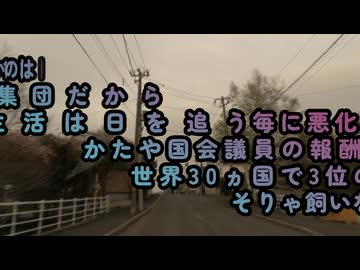 のは
集団だから
生活は日を追う毎に悪化
かたや国会議員の報酬
世界30ヵ国で3位の
そりゃ飼い